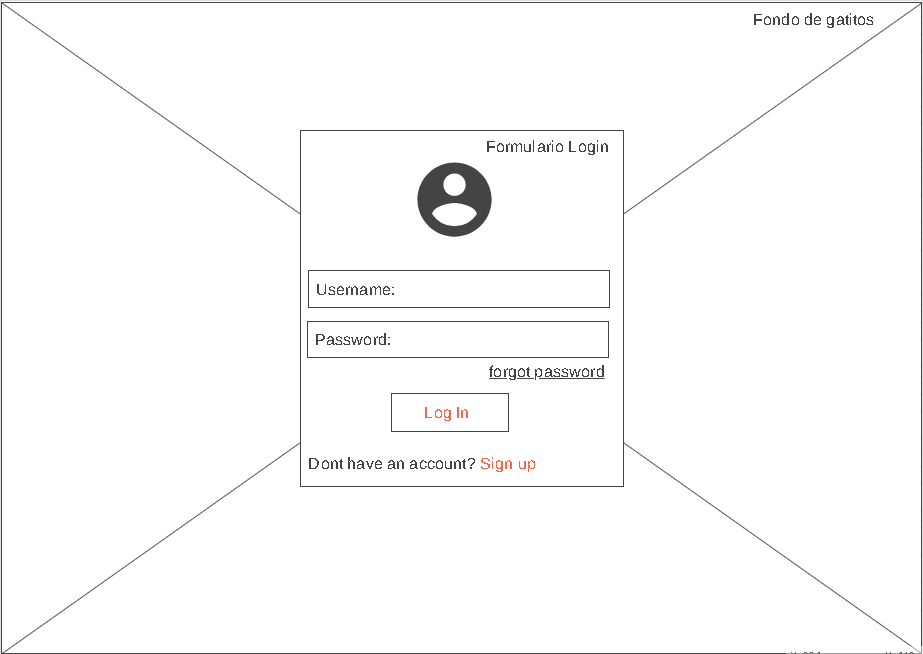 Fondo de gatitos
Formulario Login
Username:
Password:
forgot password
Log In
Dont have an account? Sign up